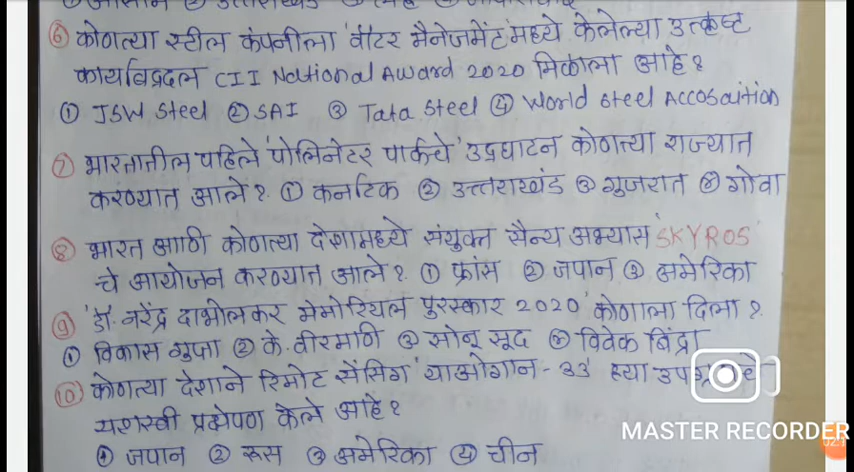 ⑥ कोणत्या स्टील कंपनीला 'वॉटर मैनेजमेंट'मध्ये केलेल्या उत्कृष्ट
कार्याबद्दल CII National Award 2020 मिळाला आहे?
① JSW Steel ② SAI ③ Tata Steel ④ World Steel Accosaition
⑦ भारतातील पहिले 'पोलिनेटर पार्कचे' उद्घाटन कोणत्या राज्यात
करण्यात आले? ① कर्नाटक ② उत्तराखंड ③ गुजरात ④ गोवा
⑧ भारत आणि कोणत्या देशामध्ये संयुक्त सैन्य अभ्यास 'SKYROS'
चे आयोजन करण्यात आले? ① फ्रांस ② जपान ③ अमेरिका
⑨ 'डॉ. नरेंद्र दाभोलकर मेमोरियल पुरस्कार 2020' कोणाला दिला?
① विकास गुप्ता ② के. वीरमणी ③ सोनू सूद ④ विवेक बिंद्रा
⑩ कोणत्या देशाने रिमोट सेंसिंग 'याओगान-33' ह्या
यशस्वी प्रक्षेपण केले आहे?
① जपान ② रूस ③ अमेरिका ④ चीन
MASTER RECORDER